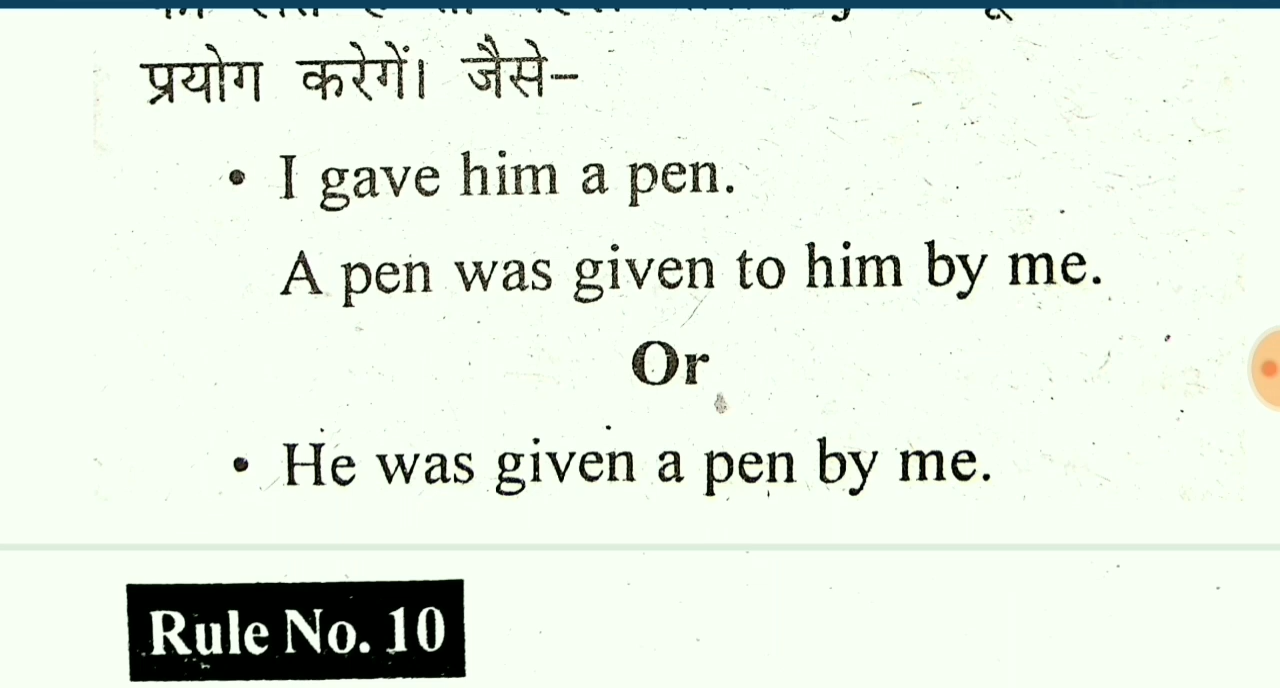 प्रयोग करेगें। जैसे–
• I gave him a pen.
A pen was given to him by me.
Or
• He was given a pen by me.
Rule No. 10